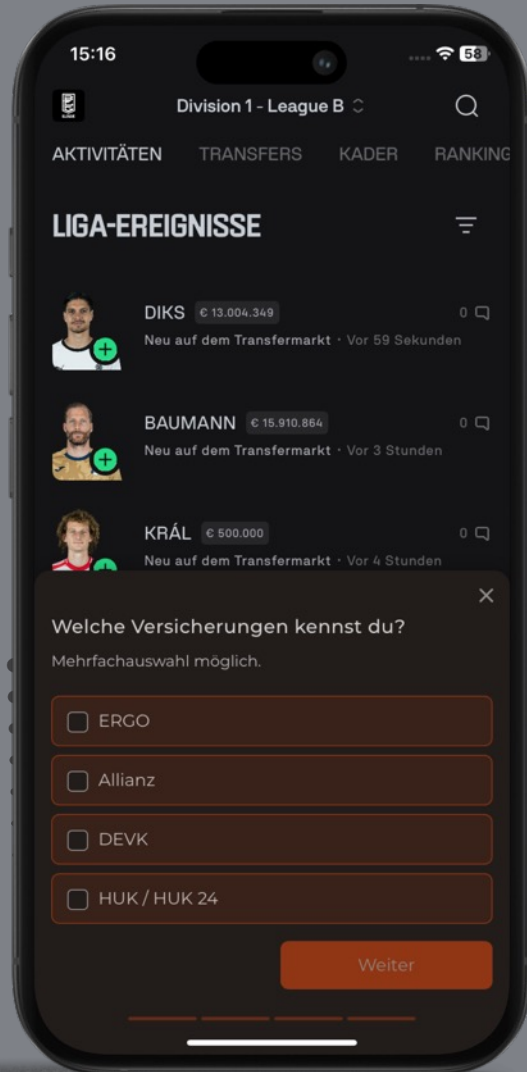 15:16
58
Division 1 - League B
AKTIVITÄTEN TRANSFERS KADER RANKING
LIGA-EREIGNISSE
DIKS € 13.004.349 0
Neu auf dem Transfermarkt · Vor 59 Sekunden
BAUMANN € 15.910.864 0
Neu auf dem Transfermarkt · Vor 3 Stunden
KRÁL € 500.000 0
Neu auf dem Transfermarkt · Vor 4 Stunden
Welche Versicherungen kennst du?
Mehrfachauswahl möglich.
ERGO
Allianz
DEVK
HUK / HUK 24
Weiter